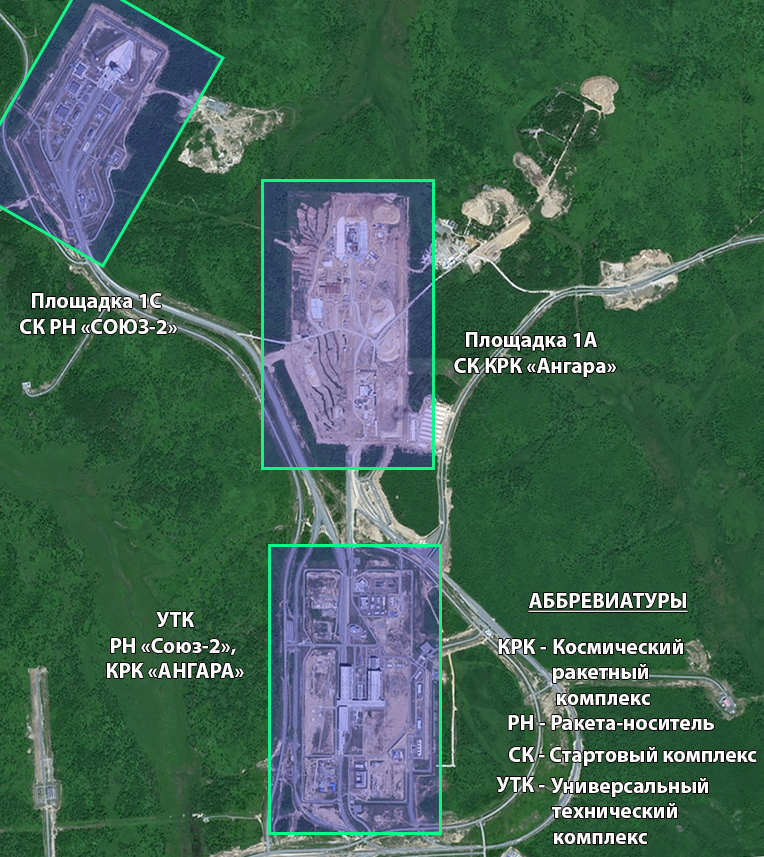 Площадка 1С
СК РН «СОЮЗ-2»
Площадка 1А
СК КРК «Ангара»
УТК
РН «Союз-2»,
КРК «АНГАРА»
АББРЕВИАТУРЫ
КРК - Космический
ракетный
комплекс
РН - Ракета-носитель
СК - Стартовый комплекс
УТК - Универсальный
технический
комплекс